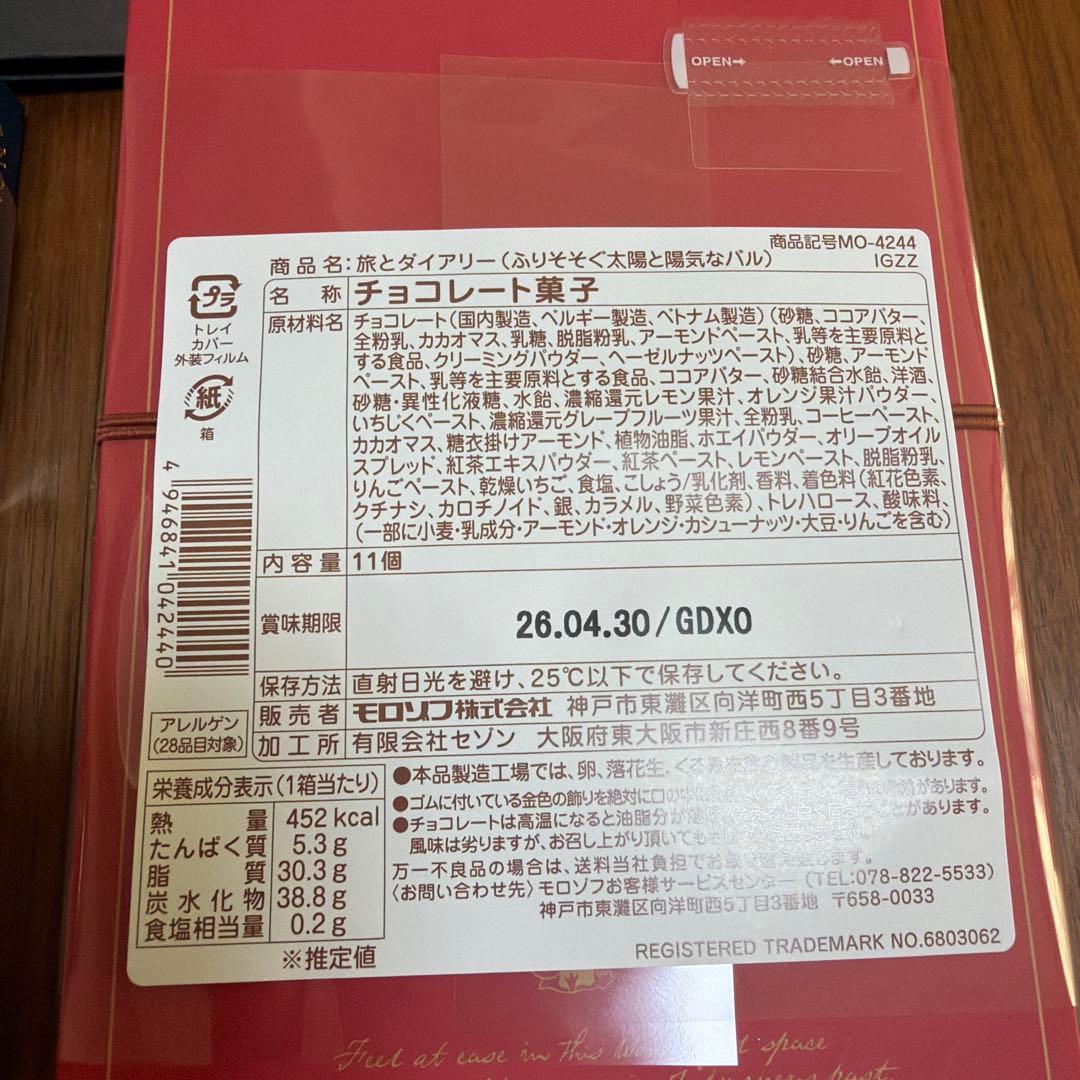 OPEN→ ←OPEN
商品記号MO-4244
IGZZ
商品名:旅とダイアリー(ふりそそぐ太陽と陽気なバル)
プラ
トレイ
カバー
外装フィルム
紙
箱
名称 チョコレート菓子
原材料名 チョコレート(国内製造、ベルギー製造、ベトナム製造)(砂糖、ココアバター、
全粉乳、カカオマス、乳糖、脱脂粉乳、アーモンドペースト、乳等を主要原料と
する食品、クリーミングパウダー、ヘーゼルナッツペースト)、砂糖、アーモンド
ペースト、乳等を主要原料とする食品、ココアバター、砂糖結合水飴、洋酒、
砂糖・異性化液糖、水飴、濃縮還元レモン果汁、オレンジ果汁パウダー、
いちじくペースト、濃縮還元グレープフルーツ果汁、全粉乳、コーヒーペースト、
カカオマス、糖衣掛けアーモンド、植物油脂、ホエイパウダー、オリーブオイル
スプレッド、紅茶エキスパウダー、紅茶ペースト、レモンペースト、脱脂粉乳、
りんごペースト、乾燥いちご、食塩、こしょう/乳化剤、香料、着色料(紅花色素、
クチナシ、カロチノイド、銀、カラメル、野菜色素)、トレハロース、酸味料、
(一部に小麦・乳成分・アーモンド・オレンジ・カシューナッツ・大豆・りんごを含む)
内容量 11個
賞味期限 26.04.30/GDXO
保存方法 直射日光を避け、25℃以下で保存してください。
販売者 モロゾフ株式会社 神戸市東灘区向洋町西5丁目3番地
加工所 有限会社セゾン 大阪府東大阪市新庄西8番9号
4 946841 042440
アレルゲン
(28品目対象)
栄養成分表示(1箱当たり)
熱量 452kcal
たんぱく質 5.3g
脂質 30.3g
炭水化物 38.8g
食塩相当量 0.2g
※推定値
●本品製造工場では、卵、落花生、くるみを含む製品を生産しております。
●ゴムに付いている金色の飾りを絶対に口の中に があります。
●チョコレートは高温になると油脂分が ことがあります。
風味は劣りますが、お召し上がり頂いても
万一不良品の場合は、送料当社負担でお取り替え致します。
〈お問い合わせ先〉モロゾフお客様サービスセンター (TEL:078-822-5533)
神戸市東灘区向洋町西5丁目3番地 〒658-0033
REGISTERED TRADEMARK NO.6803062
Feel at ease in this space